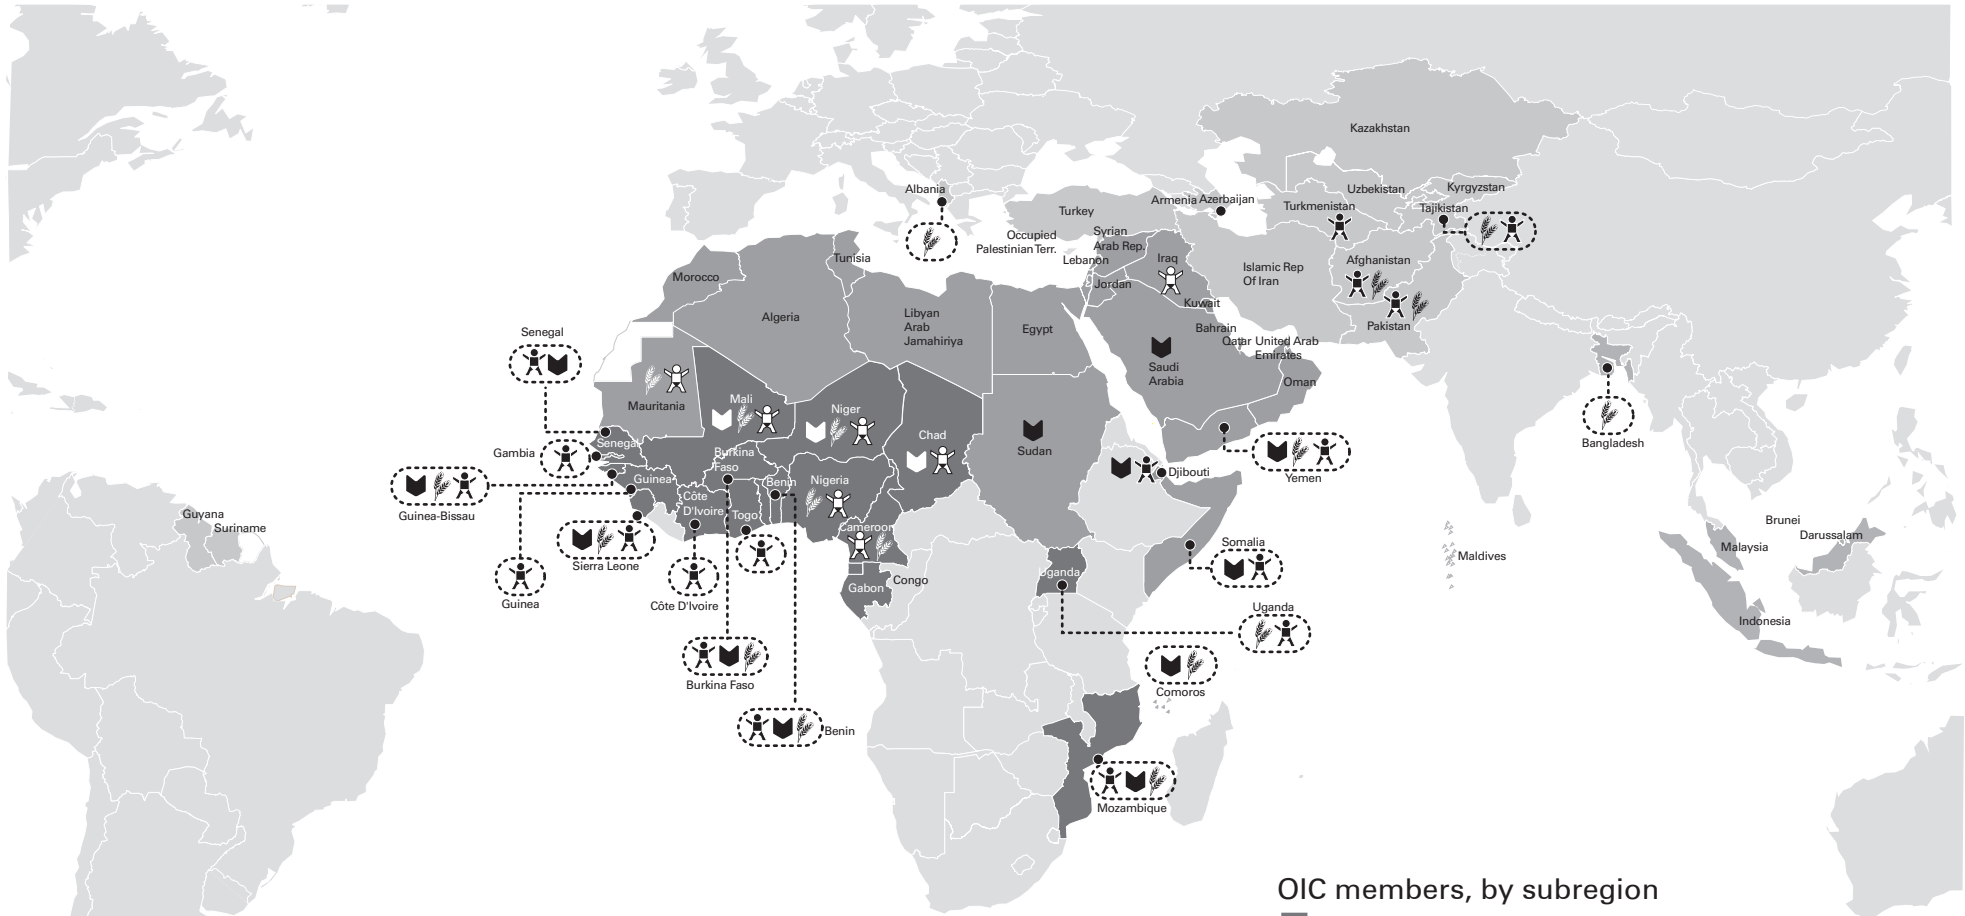 Kazakhstan
Albania
Uzbekistan
Kyrgyzstan
Armenia
Azerbaijan
Turkmenistan
Tajikistan
Turkey
Occupied
Palestinian Terr.
Syrian
Arab Rep.
Lebanon
Tunisia
Iraq
Afghanistan
Islamic Rep
Of Iran
Morocco
Jordan
Kuwait
Algeria
Libyan
Arab
Jamahiriya
Egypt
Pakistan
Bahrain
Qatar
United Arab
Emirates
Senegal
Saudi
Arabia
Oman
Mauritania
Mali
Niger
Chad
Sudan
Bangladesh
Senegal
Gambia
Burkina
Faso
Djibouti
Yemen
Guinea
Benin
Nigeria
Guinea-Bissau
Côte
D'Ivoire
Togo
Guyana
Suriname
Cameroon
Brunei
Darussalam
Malaysia
Maldives
Somalia
Sierra Leone
Uganda
Congo
Gabon
Guinea
Côte D'Ivoire
Uganda
Indonesia
Burkina Faso
Comoros
Benin
Mozambique
OIC members, by subregion